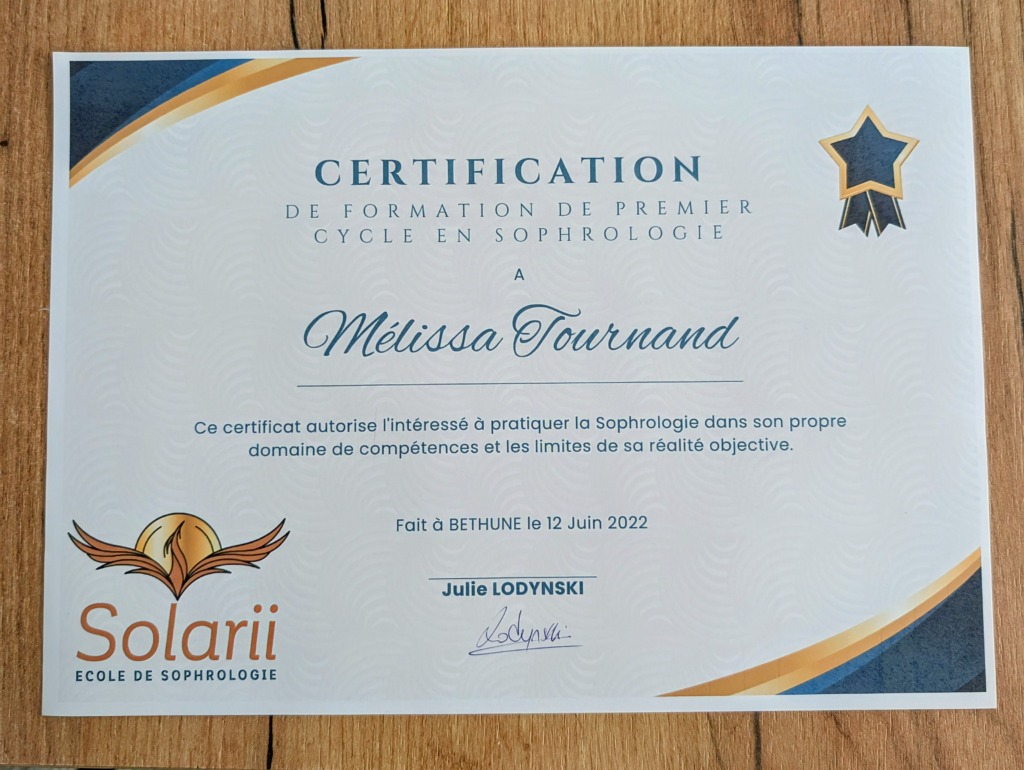 CERTIFICATION
DE FORMATION DE PREMIER
CYCLE EN SOPHROLOGIE
A
Mélissa Tournand
Ce certificat autorise l'intéressé à pratiquer la Sophrologie dans son propre
domaine de compétences et les limites de sa réalité objective.
Fait à BETHUNE le 12 Juin 2022
Julie LODYNSKI
Lodynski
Solarii
ECOLE DE SOPHROLOGIE